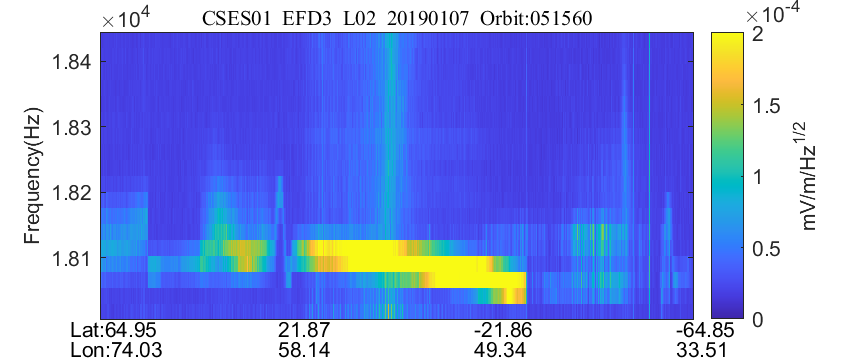 ×10⁴ CSES01 EFD3 L02 20190107 Orbit:051560 ×10⁻⁴
1.84
1.83
1.82
1.81
Frequency(Hz)
2
1.5
1
0.5
0
mV/m/Hz^1/2
Lat:64.95 21.87 -21.86 -64.85
Lon:74.03 58.14 49.34 33.51